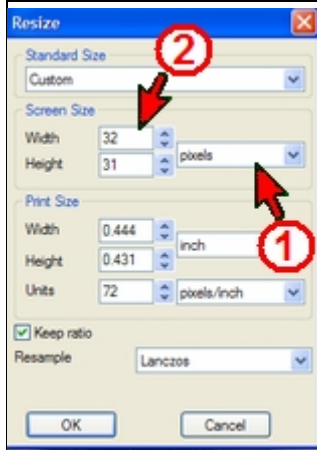 Resize
Standard Size
Custom
2
Screen Size
Width 32
pixels
Height 31
Print Size
Width 0.444
inch
1
Height 0.431
Units 72 pixels/inch
Keep ratio
Resample Lanczos
OK Cancel